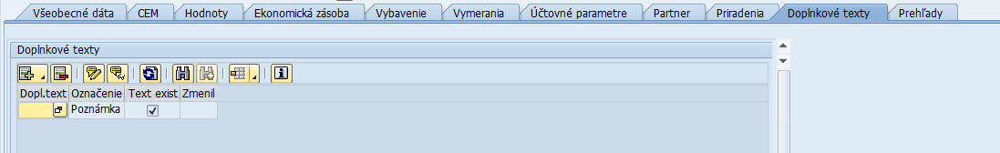 Všeobecné dáta CEM Hodnoty Ekonomická zásoba Vybavenie Vymerania Účtovné parametre Partner Priradenia Doplnkové texty Prehľady
Doplnkové texty
Dopl.text Označenie Text exist Zmenil
Poznámka